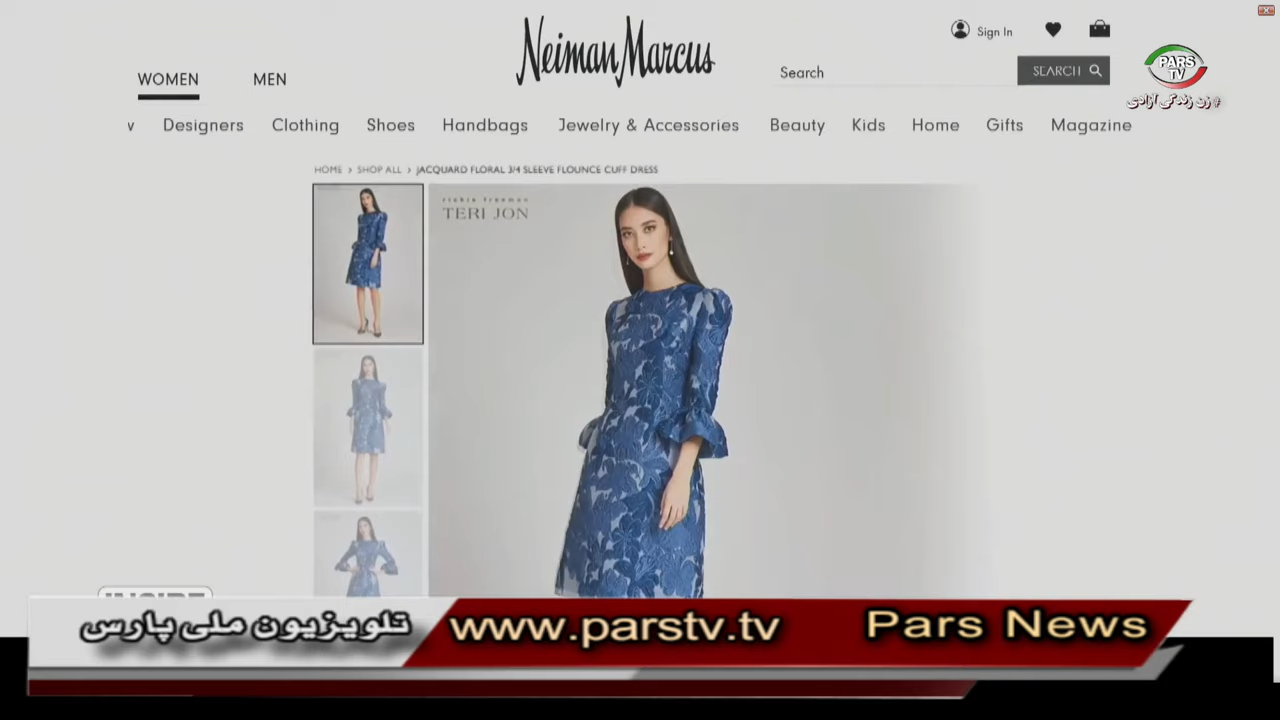 Neiman Marcus
Sign In
WOMEN
MEN
Search
SEARCH
PARS
TV
# زن زندگی آزادی
v Designers Clothing Shoes Handbags Jewelry & Accessories Beauty Kids Home Gifts Magazine
HOME > SHOP ALL > JACQUARD FLORAL 3/4 SLEEVE FLOUNCE CUFF DRESS
rickie freeman
TERI JON
تلویزیون ملی پارس
www.parstv.tv
Pars News